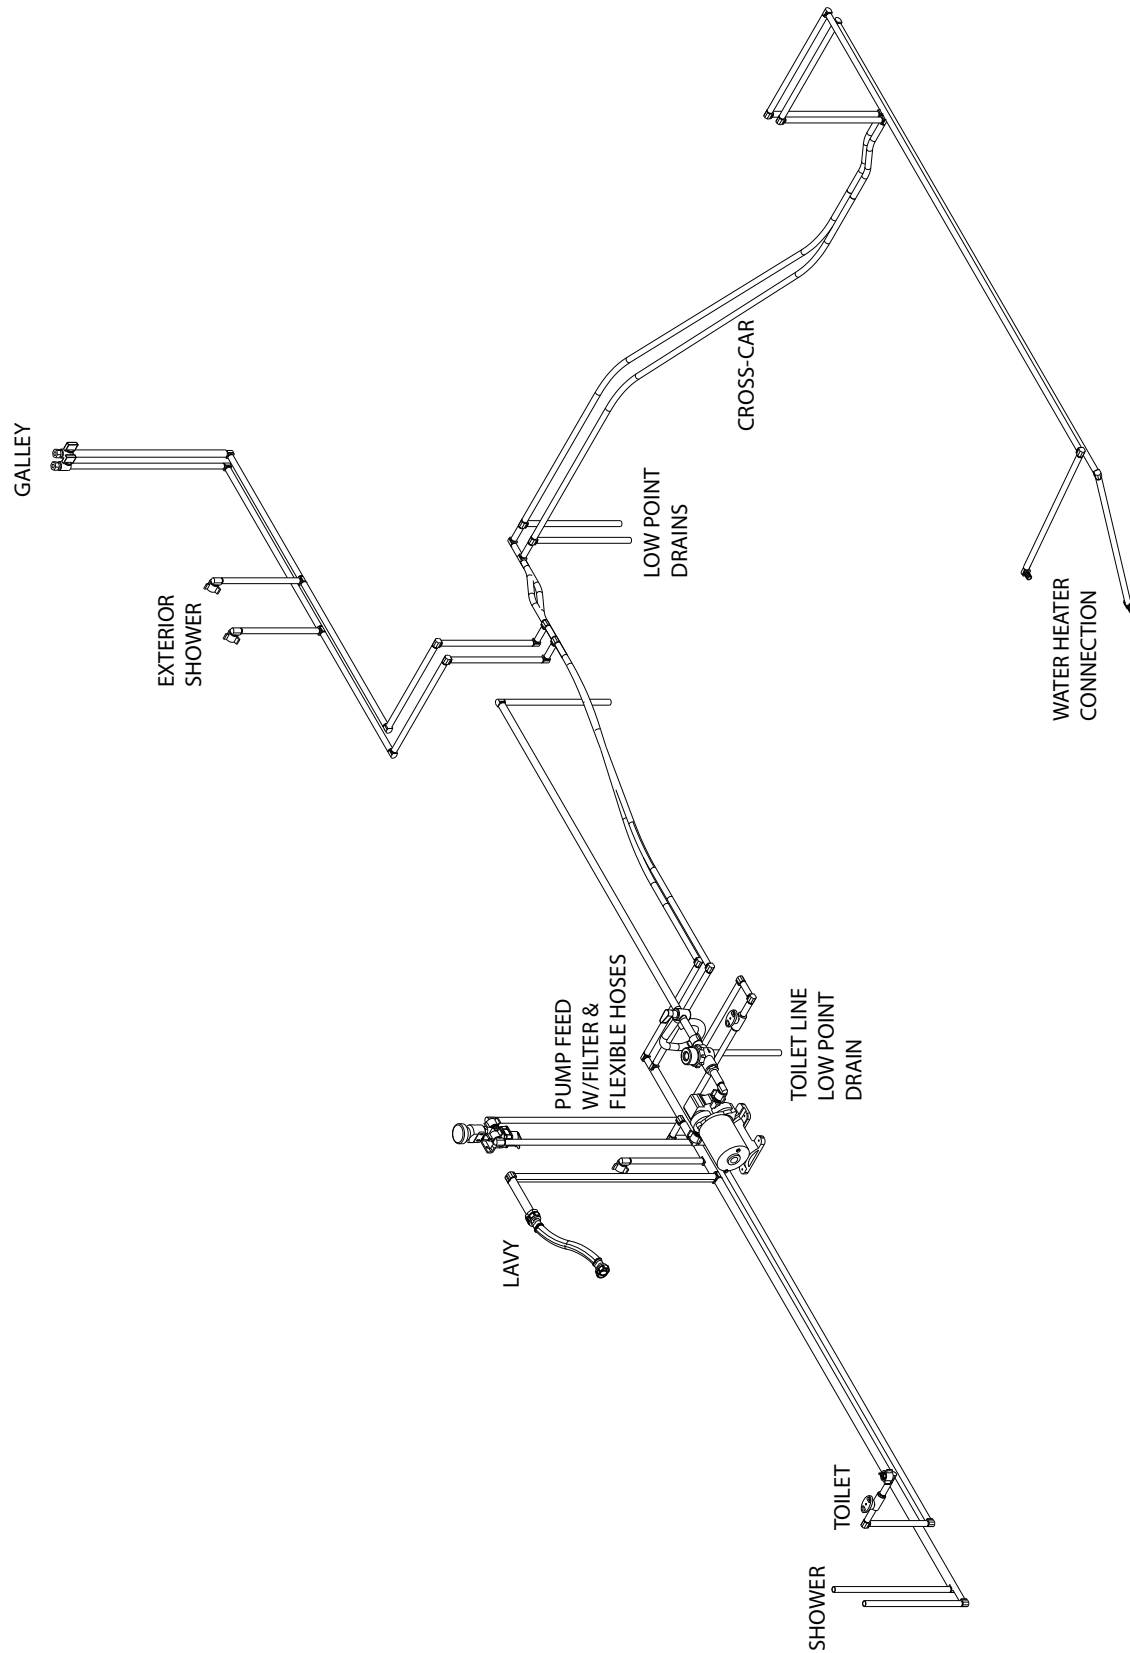 GALLEY
EXTERIOR
SHOWER
CROSS-CAR
LOW POINT
DRAINS
WATER HEATER
CONNECTION
PUMP FEED
W/FILTER &
FLEXIBLE HOSES
TOILET LINE
LOW POINT
DRAIN
LAVY
TOILET
SHOWER